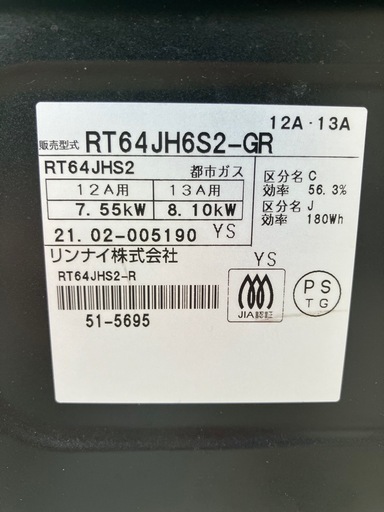 12A・13A
販売型式 RT64JH6S2-GR
RT64JHS2 都市ガス
12A用 13A用
7.55kW 8.10kW
区分名 C
効率 56.3%
区分名 J
効率 180Wh
21.02-005190 YS
リンナイ株式会社 YS
RT64JHS2-R
51-5695
JIA認証
PS
TG